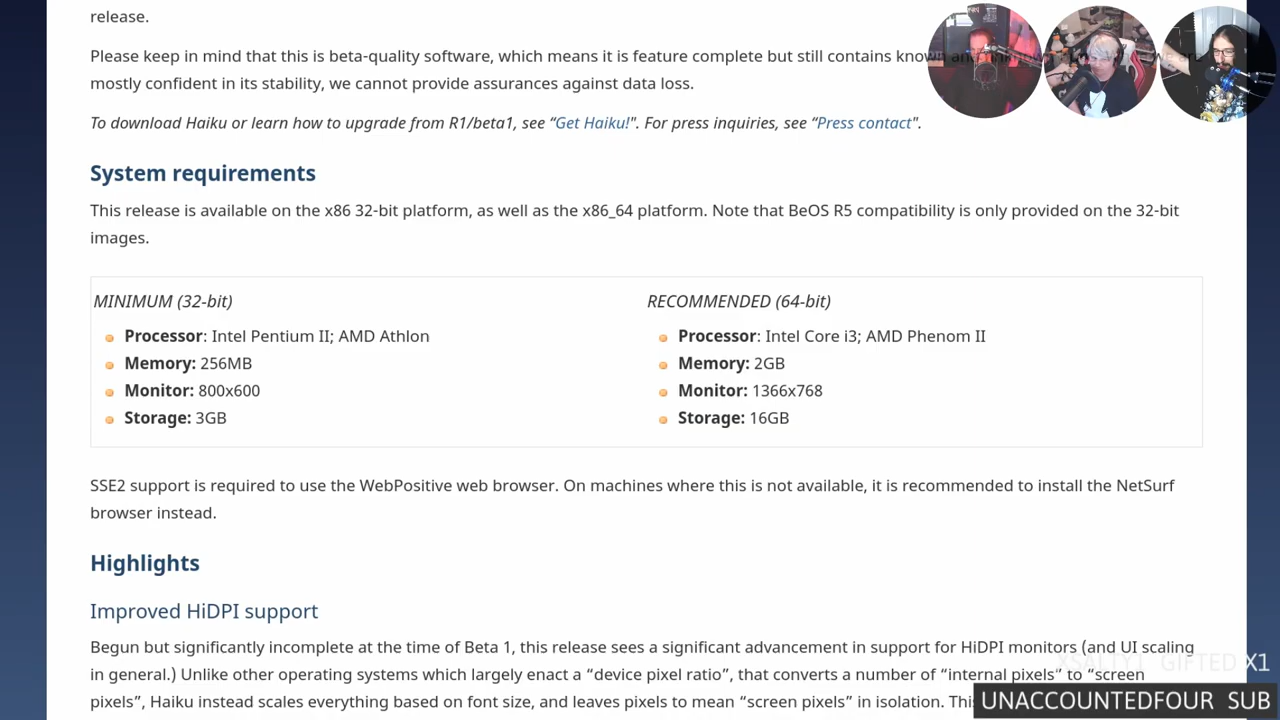 release.
Please keep in mind that this is beta-quality software, which means it is feature complete but still contains known
mostly confident in its stability, we cannot provide assurances against data loss.
To download Haiku or learn how to upgrade from R1/beta1, see “Get Haiku!”. For press inquiries, see “Press contact”.
System requirements
This release is available on the x86 32-bit platform, as well as the x86_64 platform. Note that BeOS R5 compatibility is only provided on the 32-bit
images.
MINIMUM (32-bit)
Processor: Intel Pentium II; AMD Athlon
Memory: 256MB
Monitor: 800x600
Storage: 3GB
RECOMMENDED (64-bit)
Processor: Intel Core i3; AMD Phenom II
Memory: 2GB
Monitor: 1366x768
Storage: 16GB
SSE2 support is required to use the WebPositive web browser. On machines where this is not available, it is recommended to install the NetSurf
browser instead.
Highlights
Improved HiDPI support
Begun but significantly incomplete at the time of Beta 1, this release sees a significant advancement in support for HiDPI monitors (and UI scaling
in general.) Unlike other operating systems which largely enact a “device pixel ratio”, that converts a number of “internal pixels” to “screen
pixels”, Haiku instead scales everything based on font size, and leaves pixels to mean “screen pixels” in isolation.
GIFTED X1
UNACCOUNTEDFOUR SUB